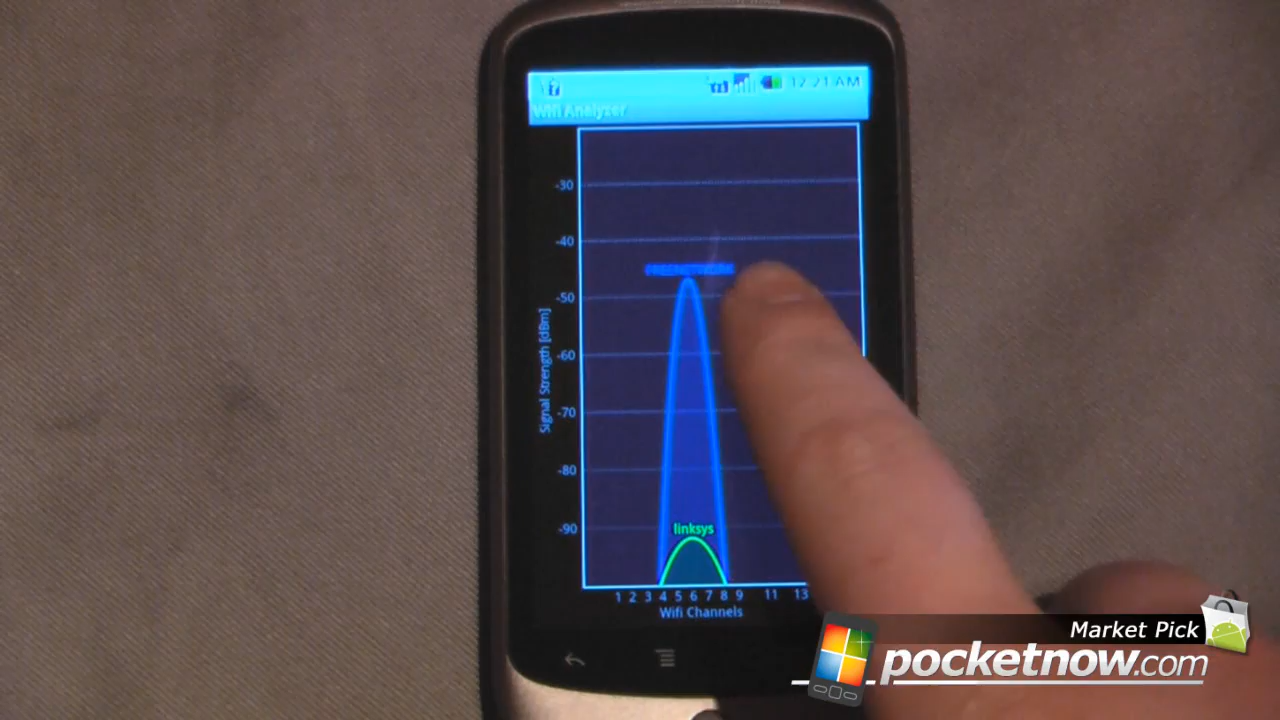 12:21 AM
Wifi Analyzer
-30
-40
FREENETWORK
-50
-60
-70
-80
-90
Signal Strength [dBm]
linksys
1 2 3 4 5 6 7 8 9 11 13
Wifi Channels
Market Pick
pocketnow.com